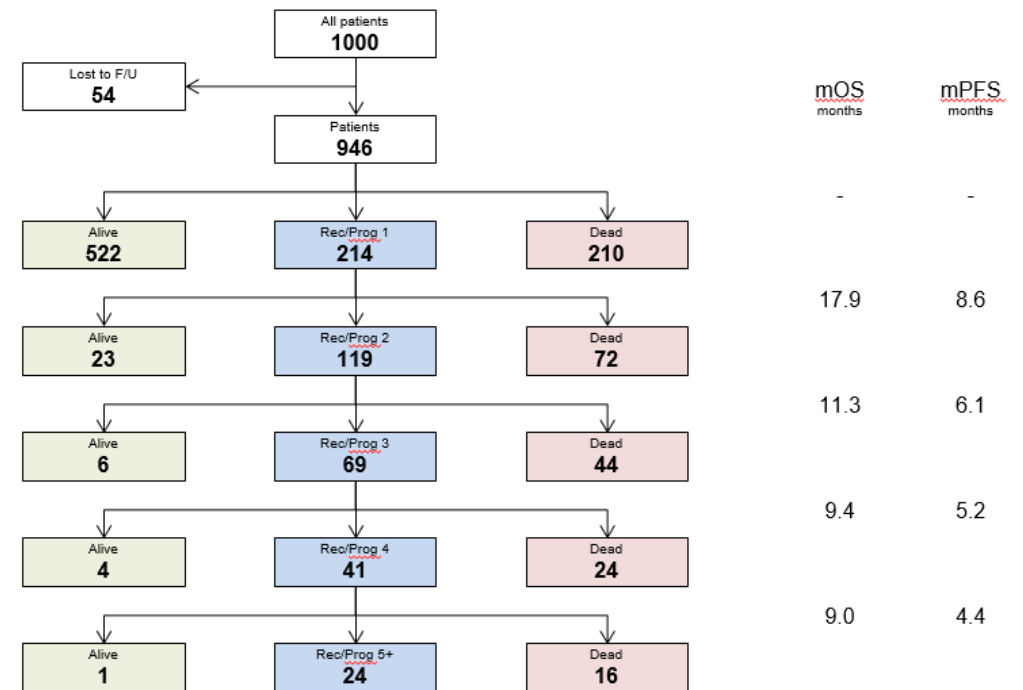 All patients
1000
Lost to F/U
54
mOS
months
mPFS
months
Patients
946
-
-
Alive
522
Rec/Prog 1
214
Dead
210
17.9
8.6
Alive
23
Rec/Prog 2
119
Dead
72
11.3
6.1
Alive
6
Rec/Prog 3
69
Dead
44
9.4
5.2
Alive
4
Rec/Prog 4
41
Dead
24
9.0
4.4
Alive
1
Rec/Prog 5+
24
Dead
16